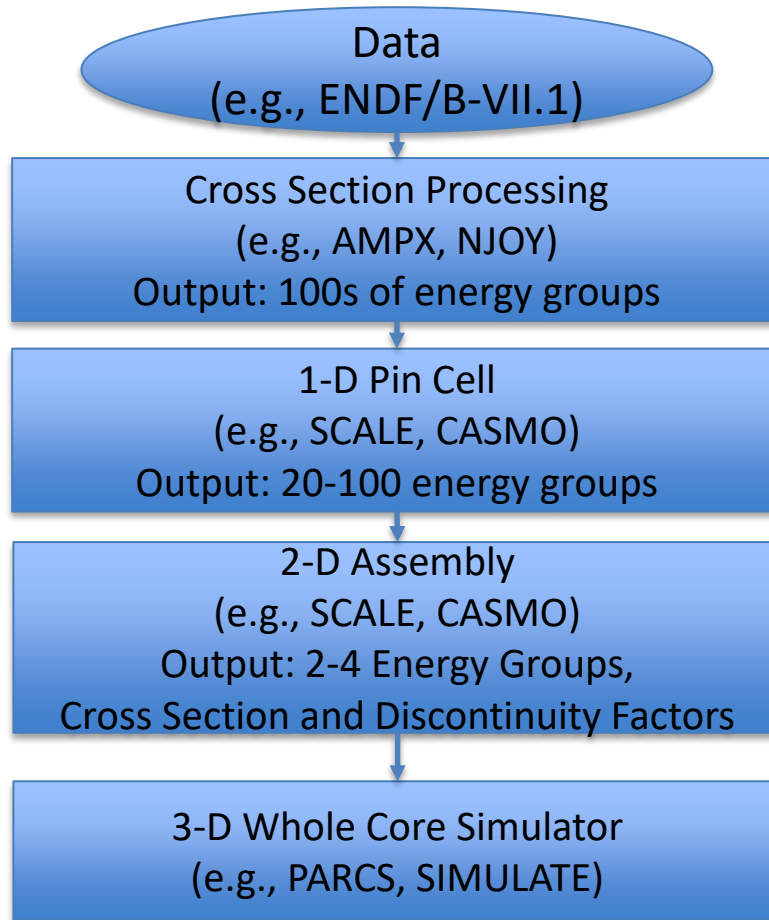 Data
(e.g., ENDF/B-VII.1)
Cross Section Processing
(e.g., AMPX, NJOY)
Output: 100s of energy groups
1-D Pin Cell
(e.g., SCALE, CASMO)
Output: 20-100 energy groups
2-D Assembly
(e.g., SCALE, CASMO)
Output: 2-4 Energy Groups,
Cross Section and Discontinuity Factors
3-D Whole Core Simulator
(e.g., PARCS, SIMULATE)